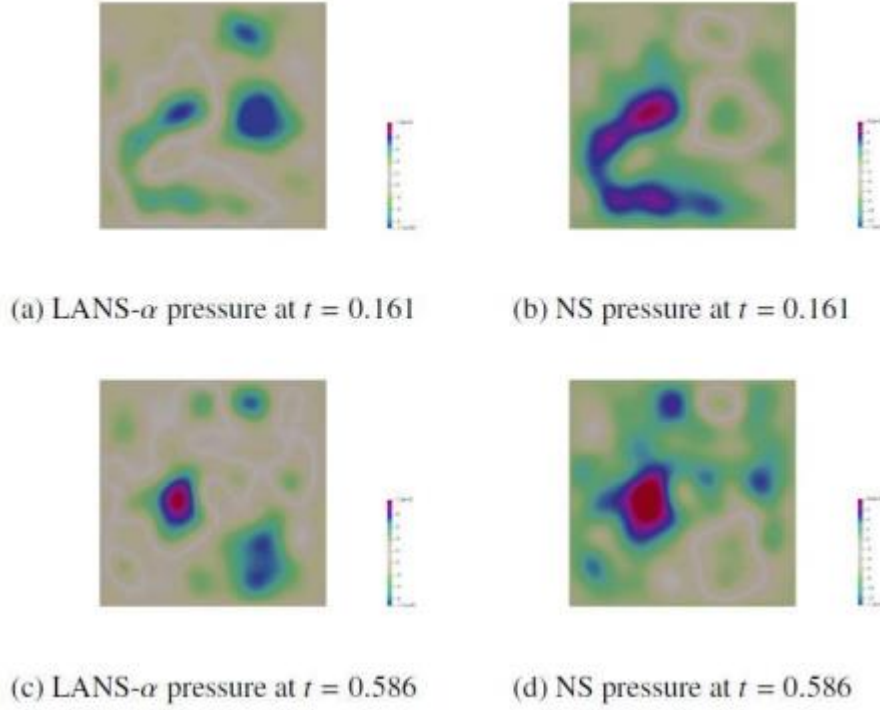 (a) LANS-α pressure at t = 0.161
(b) NS pressure at t = 0.161
(c) LANS-α pressure at t = 0.586
(d) NS pressure at t = 0.586